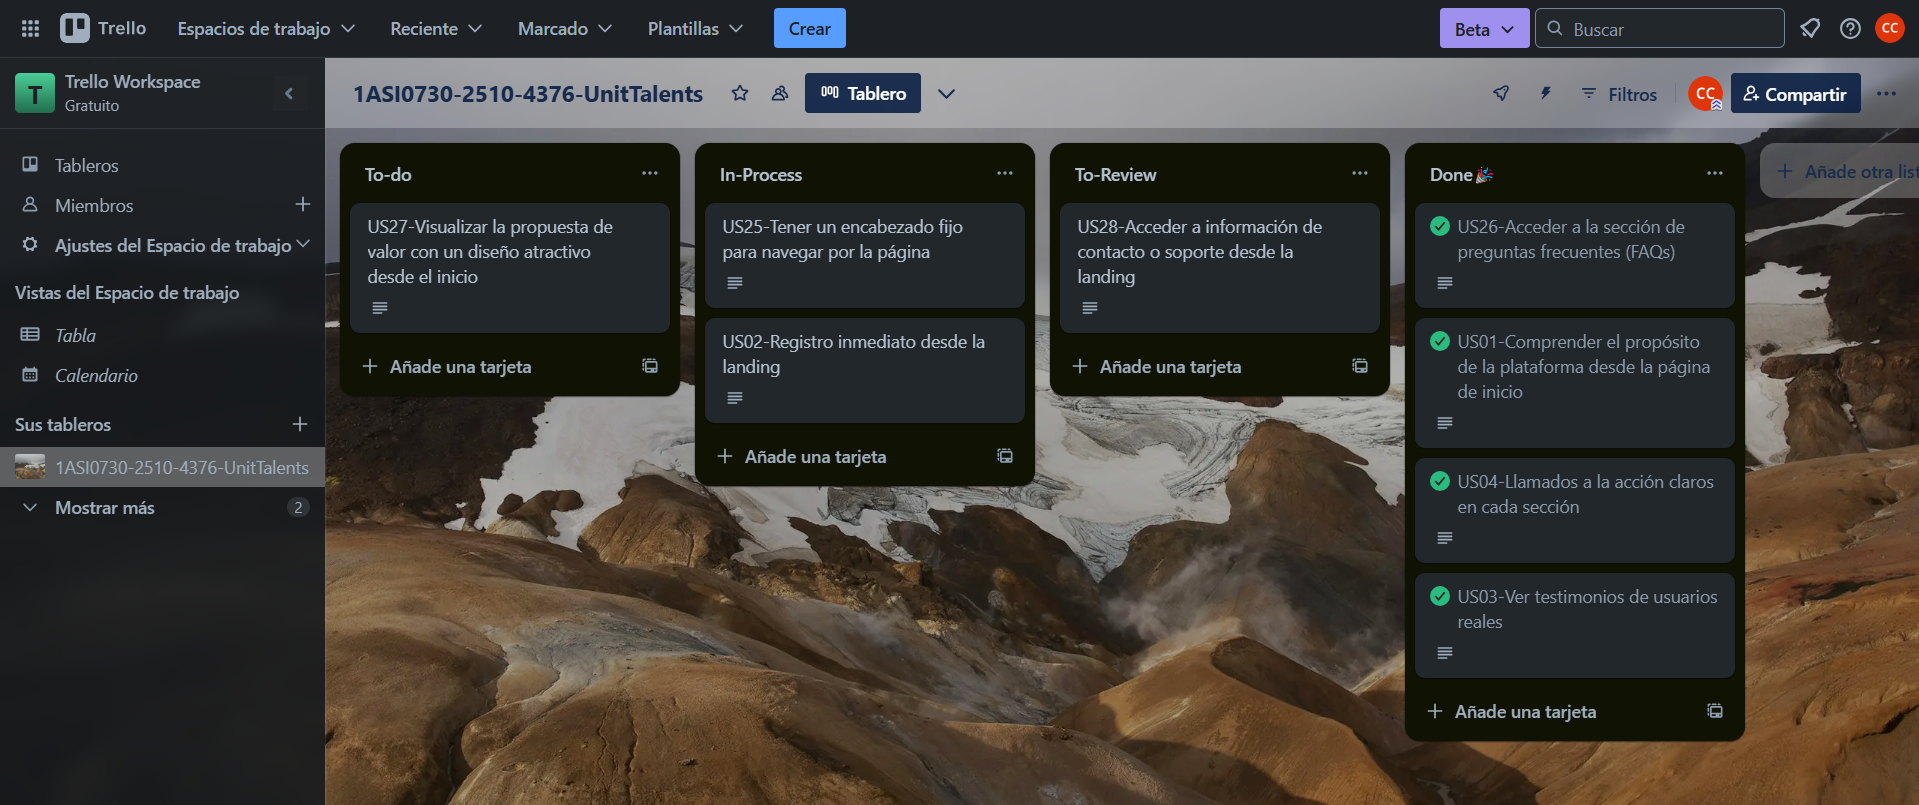 Trello
Espacios de trabajo
Reciente
Marcado
Plantillas
Crear
Beta
Buscar
CC
T
Trello Workspace
Gratuito
Tableros
Miembros
Ajustes del Espacio de trabajo
Vistas del Espacio de trabajo
Tabla
Calendario
Sus tableros
1ASI0730-2510-4376-UnitTalents
Mostrar más
2
1ASI0730-2510-4376-UnitTalents
Tablero
Filtros
CC
Compartir
To-do
US27-Visualizar la propuesta de
valor con un diseño atractivo
desde el inicio
Añade una tarjeta
In-Process
US25-Tener un encabezado fijo
para navegar por la página
US02-Registro inmediato desde la
landing
Añade una tarjeta
To-Review
US28-Acceder a información de
contacto o soporte desde la
landing
Añade una tarjeta
Done🎉
US26-Acceder a la sección de
preguntas frecuentes (FAQs)
US01-Comprender el propósito
de la plataforma desde la página
de inicio
US04-Llamados a la acción claros
en cada sección
US03-Ver testimonios de usuarios
reales
Añade una tarjeta
Añade otra list